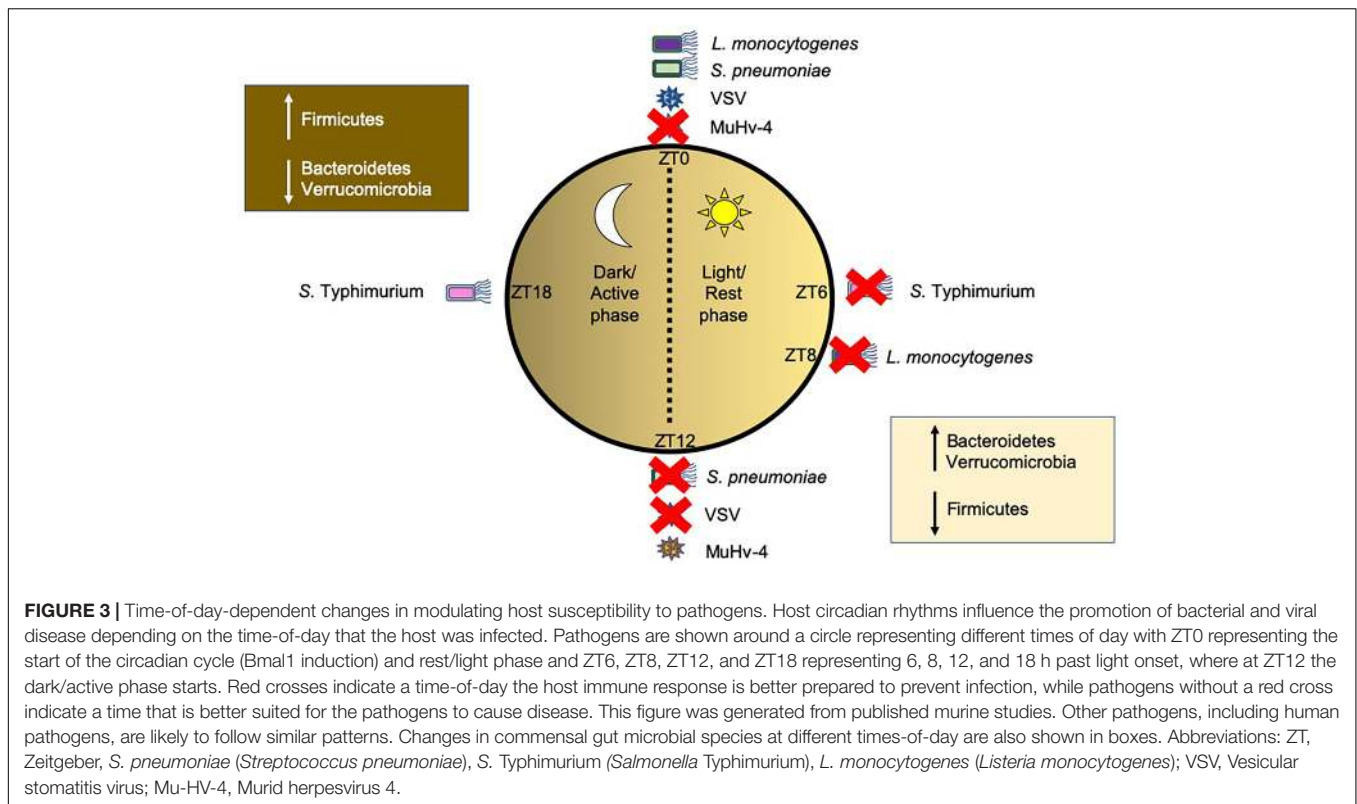 L. monocytogenes
S. pneumoniae
VSV
MuHv-4
ZT0
Firmicutes
Bacteroidetes
Verrucomicrobia
Dark/
Active
phase
Light/
Rest
phase
S. Typhimurium
ZT18
ZT6
S. Typhimurium
ZT8
L. monocytogenes
ZT12
S. pneumoniae
VSV
MuHv-4
Bacteroidetes
Verrucomicrobia
Firmicutes
FIGURE 3 | Time-of-day-dependent changes in modulating host susceptibility to pathogens. Host circadian rhythms influence the promotion of bacterial and viral
disease depending on the time-of-day that the host was infected. Pathogens are shown around a circle representing different times of day with ZT0 representing the
start of the circadian cycle (Bmal1 induction) and rest/light phase and ZT6, ZT8, ZT12, and ZT18 representing 6, 8, 12, and 18 h past light onset, where at ZT12 the
dark/active phase starts. Red crosses indicate a time-of-day the host immune response is better prepared to prevent infection, while pathogens without a red cross
indicate a time that is better suited for the pathogens to cause disease. This figure was generated from published murine studies. Other pathogens, including human
pathogens, are likely to follow similar patterns. Changes in commensal gut microbial species at different times-of-day are also shown in boxes. Abbreviations: ZT,
Zeitgeber, S. pneumoniae (Streptococcus pneumoniae), S. Typhimurium (Salmonella Typhimurium), L. monocytogenes (Listeria monocytogenes); VSV, Vesicular
stomatitis virus; Mu-HV-4, Murid herpesvirus 4.